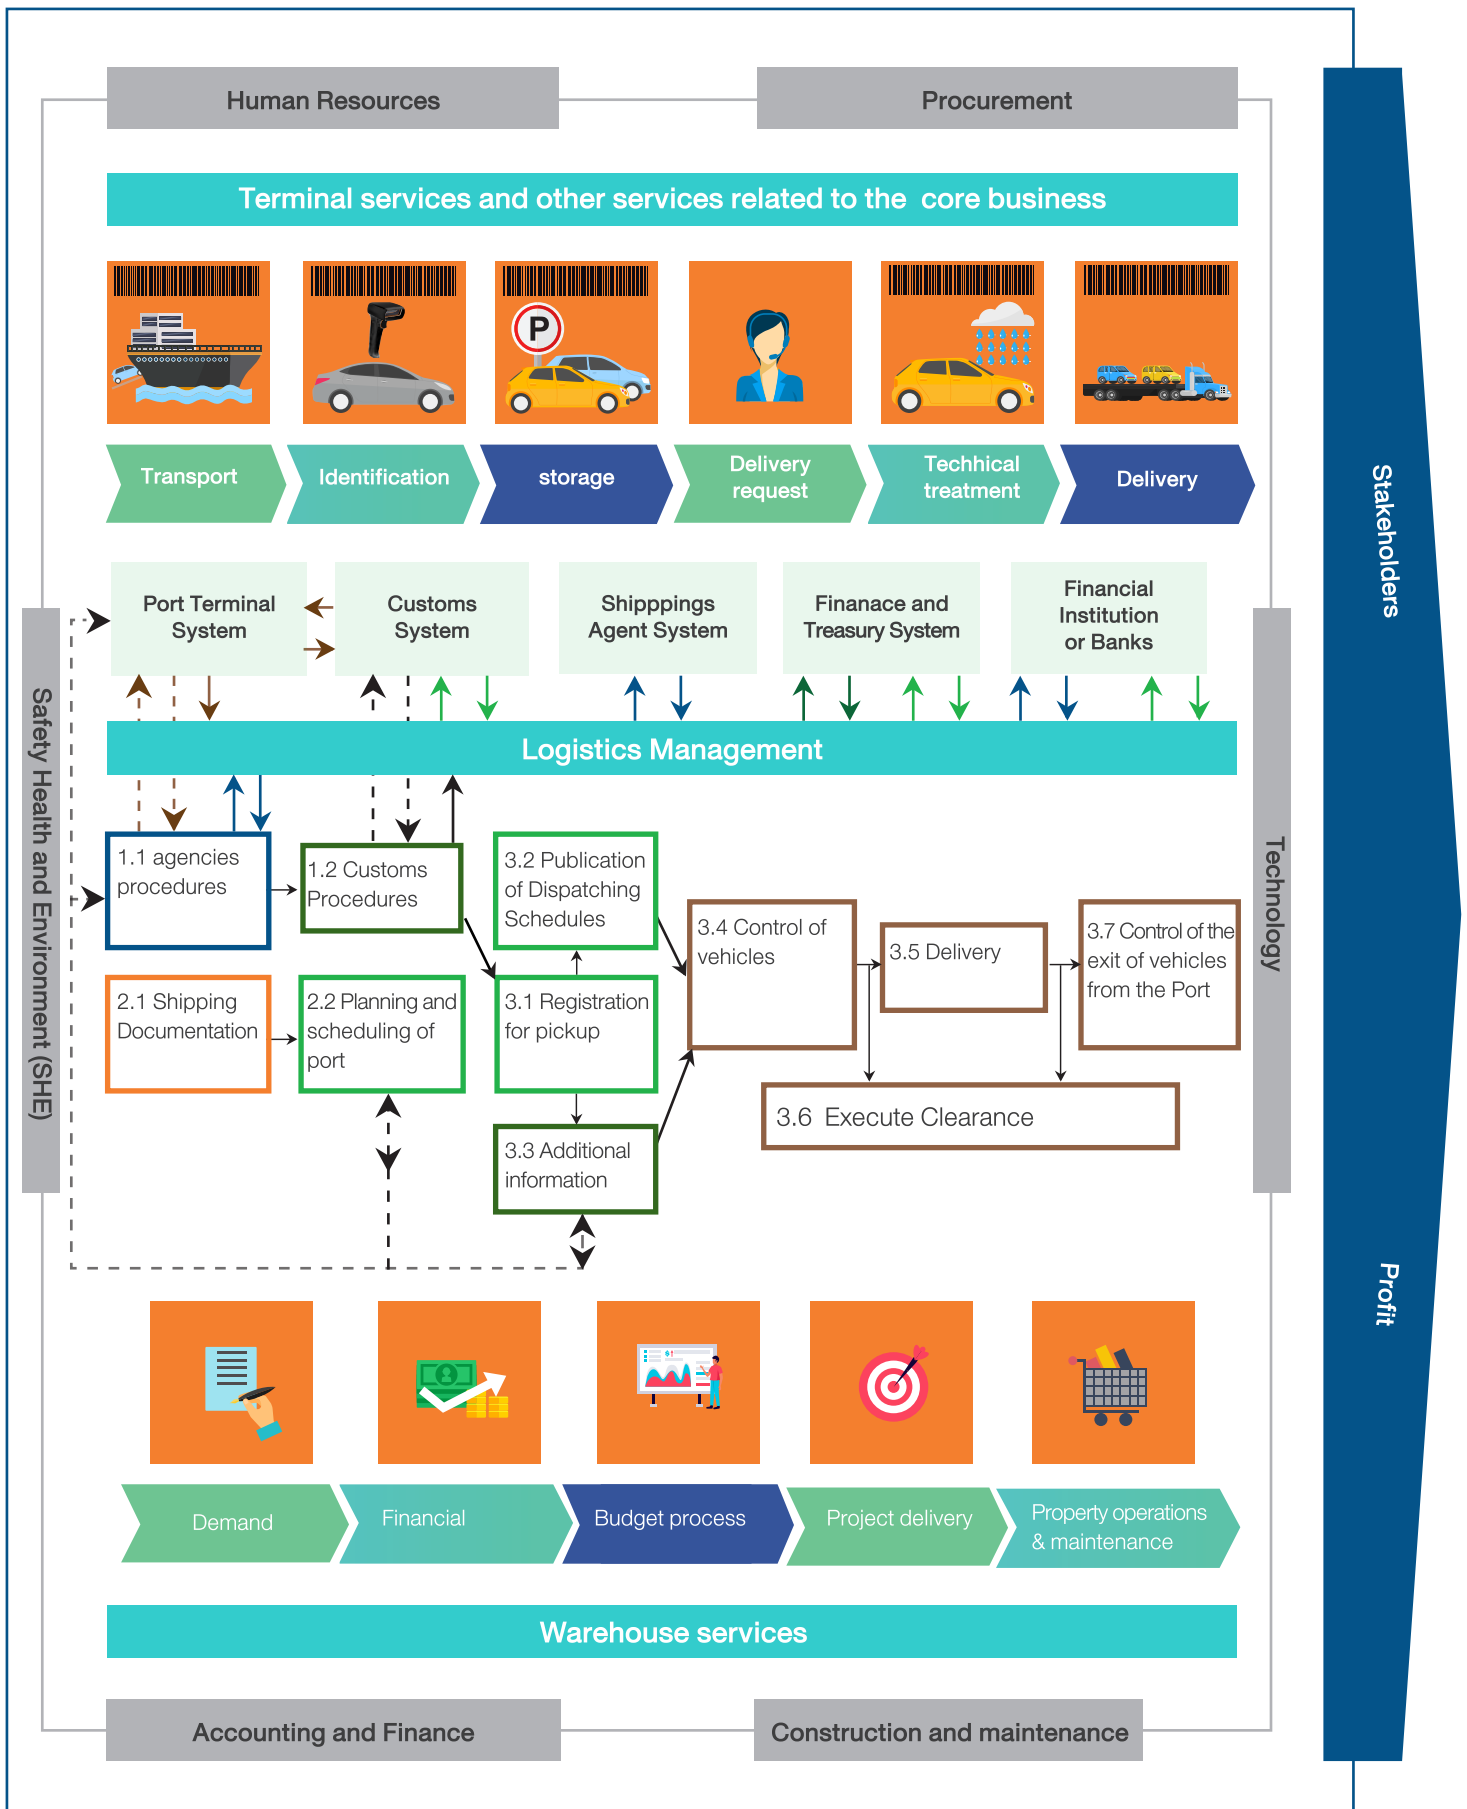 Human Resources
Procurement
Terminal services and other services related to the core business
P
Transport
Identification
storage
Delivery
request
Techhical
treatment
Delivery
Port Terminal
System
Customs
System
Shipppings
Agent System
Finanace and
Treasury System
Financial
Institution
or Banks
Logistics Management
1.1 agencies
procedures
1.2 Customs
Procedures
3.2 Publication
of Dispatching
Schedules
3.4 Control of
vehicles
3.5 Delivery
3.7 Control of the
exit of vehicles
from the Port
2.1 Shipping
Documentation
2.2 Planning and
scheduling of
port
3.1 Registration
for pickup
3.6 Execute Clearance
3.3 Additional
information
Safety Health and Environment (SHE)
Technology
Stakeholders
Profit
Demand
Financial
Budget process
Project delivery
Property operations
& maintenance
Warehouse services
Accounting and Finance
Construction and maintenance